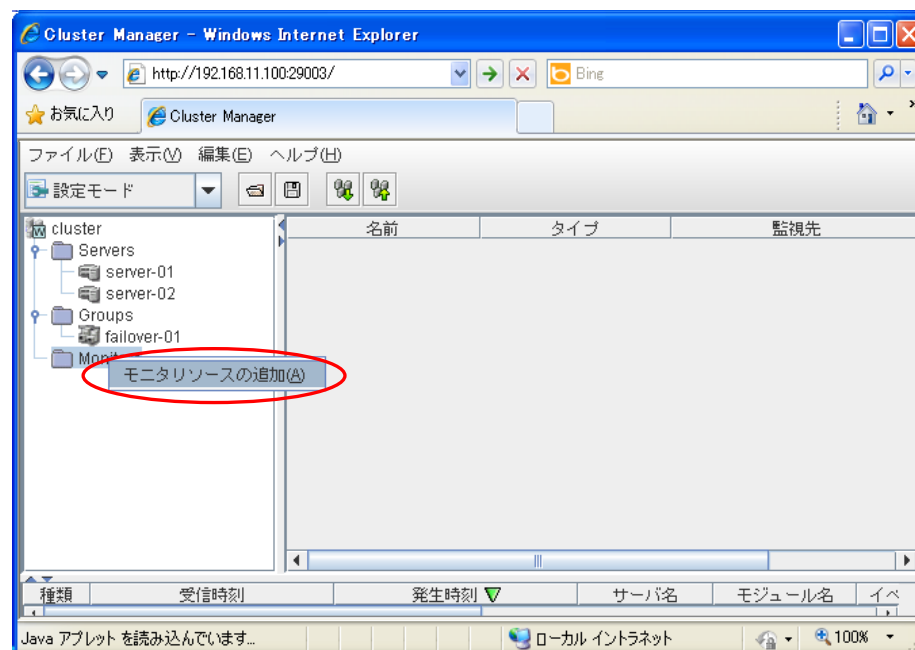 Cluster Manager - Windows Internet Explorer
http://192.168.11.100:29003/
Bing
お気に入り
Cluster Manager
ファイル(F) 表示(V) 編集(E) ヘルプ(H)
設定モード
cluster
Servers
server-01
server-02
Groups
failover-01
モニタリソースの追加(A)
名前 タイプ 監視先
種類 受信時刻 発生時刻 サーバ名 モジュール名 イベ
Java アプレット を読み込んでいます... ローカル イントラネット 100%